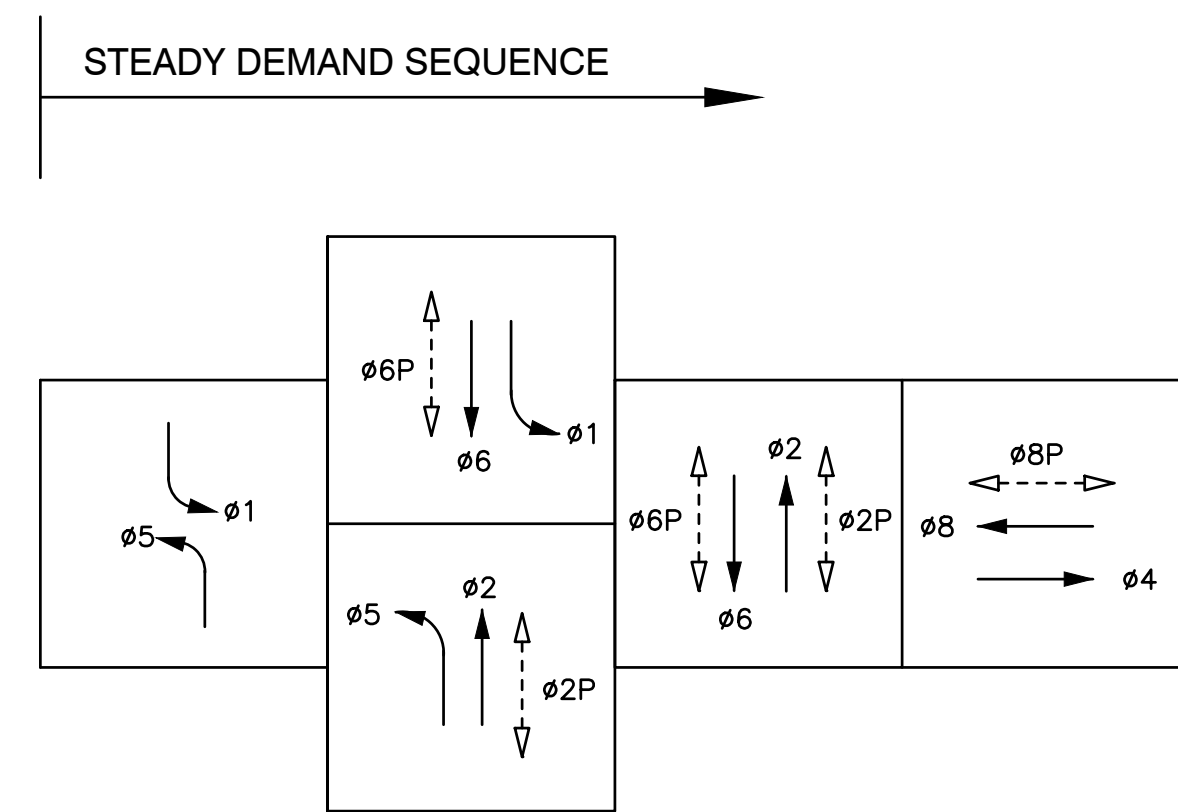 STEADY DEMAND SEQUENCE
ø1
ø5
ø6P
ø6
ø1
ø5
ø2
ø2P
ø6P
ø6
ø2
ø2P
ø8P
ø8
ø4